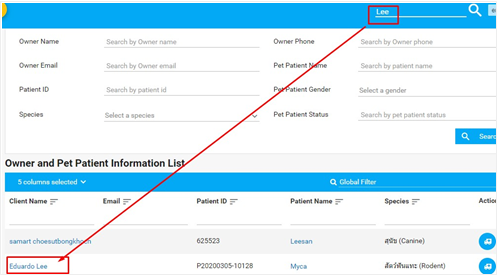 Lee
Owner Name Search by Owner name Owner Phone Search by Owner phone
Owner Email Search by Owner email Pet Patient Name Search by patient name
Patient ID Search by patient id Pet Patient Gender Select a gender
Species Select a species Pet Patient Status Search by pet patient status
Searc
Owner and Pet Patient Information List
5 columns selected Global Filter
Client Name Email Patient ID Patient Name Species Actio
samart choesutbongkhoch 625523 Leesan สุนัข (Canine)
Eduardo Lee P20200305-10128 Myca สัตว์ฟันแทะ (Rodent)